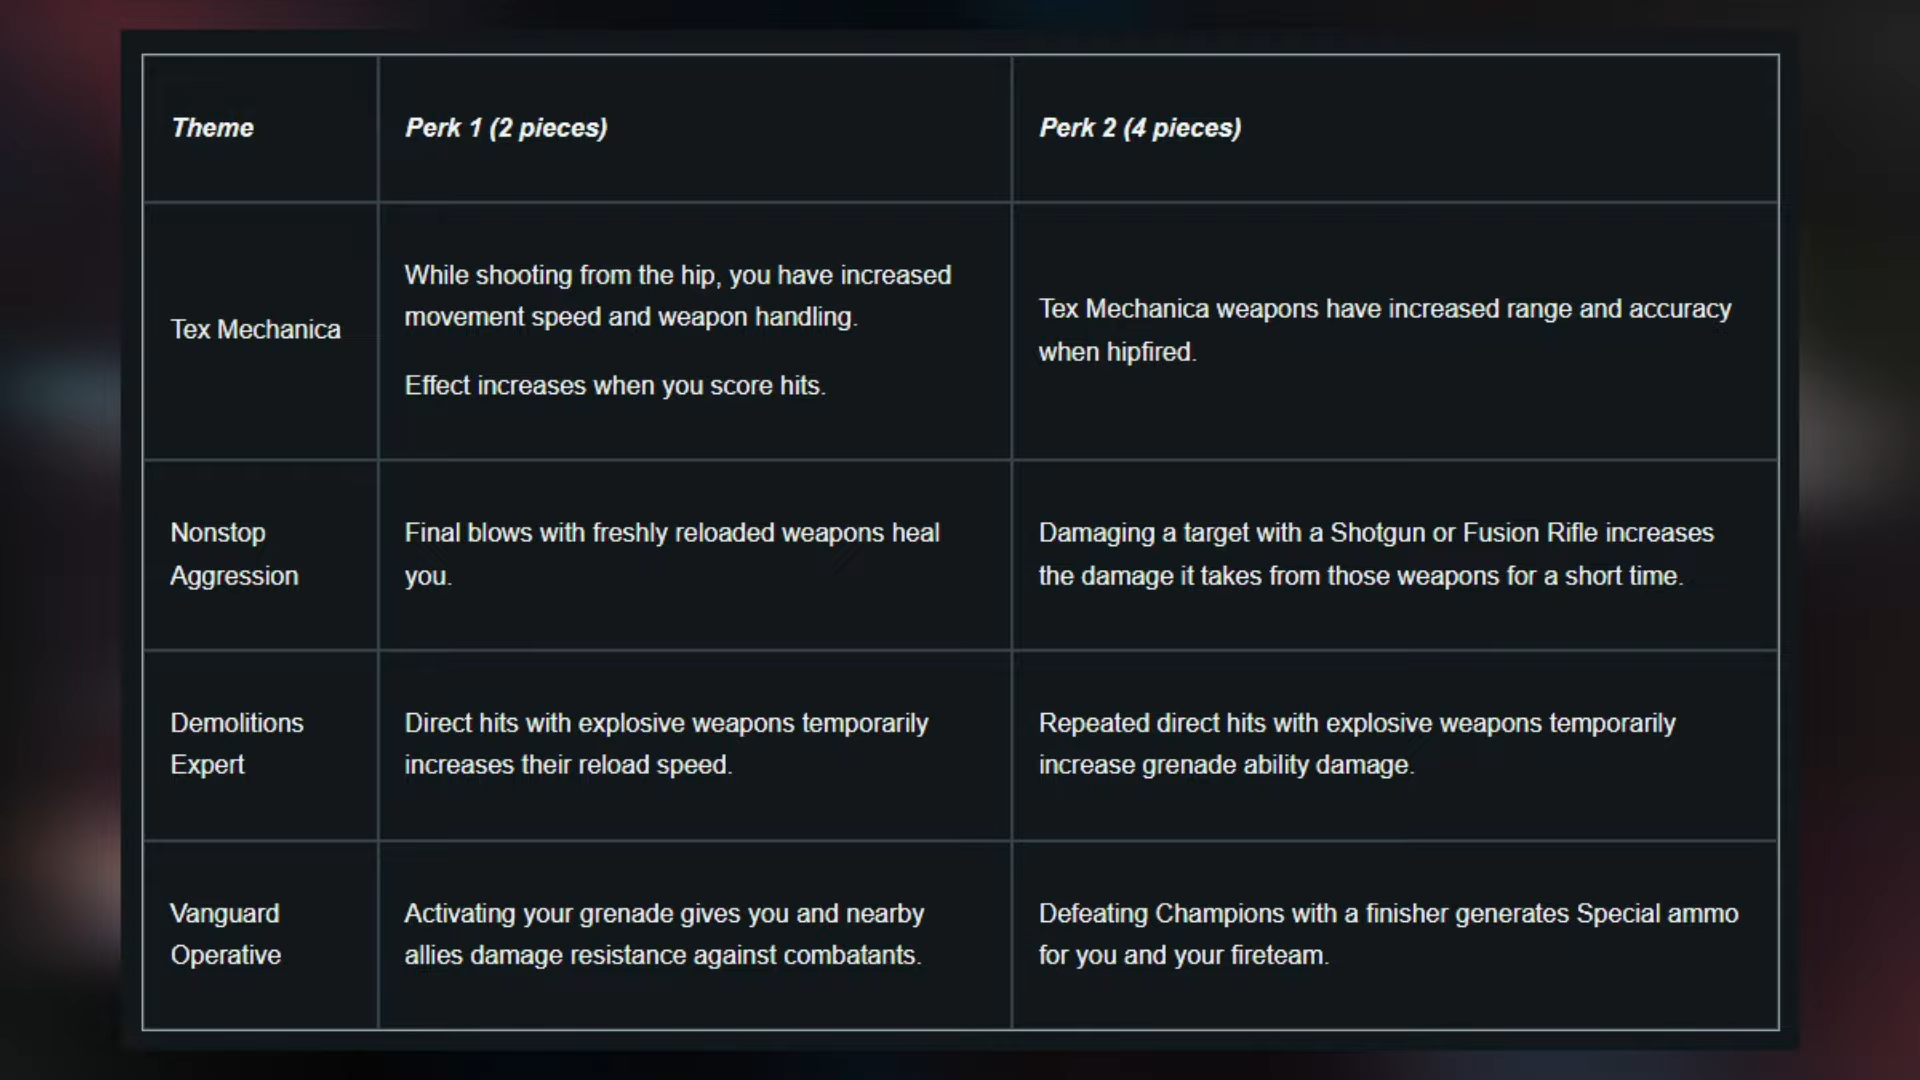 Theme
Perk 1 (2 pieces)
Perk 2 (4 pieces)
Tex Mechanica
While shooting from the hip, you have increased
movement speed and weapon handling.
Effect increases when you score hits.
Tex Mechanica weapons have increased range and accuracy
when hipfired.
Nonstop
Aggression
Final blows with freshly reloaded weapons heal
you.
Damaging a target with a Shotgun or Fusion Rifle increases
the damage it takes from those weapons for a short time.
Demolitions
Expert
Direct hits with explosive weapons temporarily
increases their reload speed.
Repeated direct hits with explosive weapons temporarily
increase grenade ability damage.
Vanguard
Operative
Activating your grenade gives you and nearby
allies damage resistance against combatants.
Defeating Champions with a finisher generates Special ammo
for you and your fireteam.